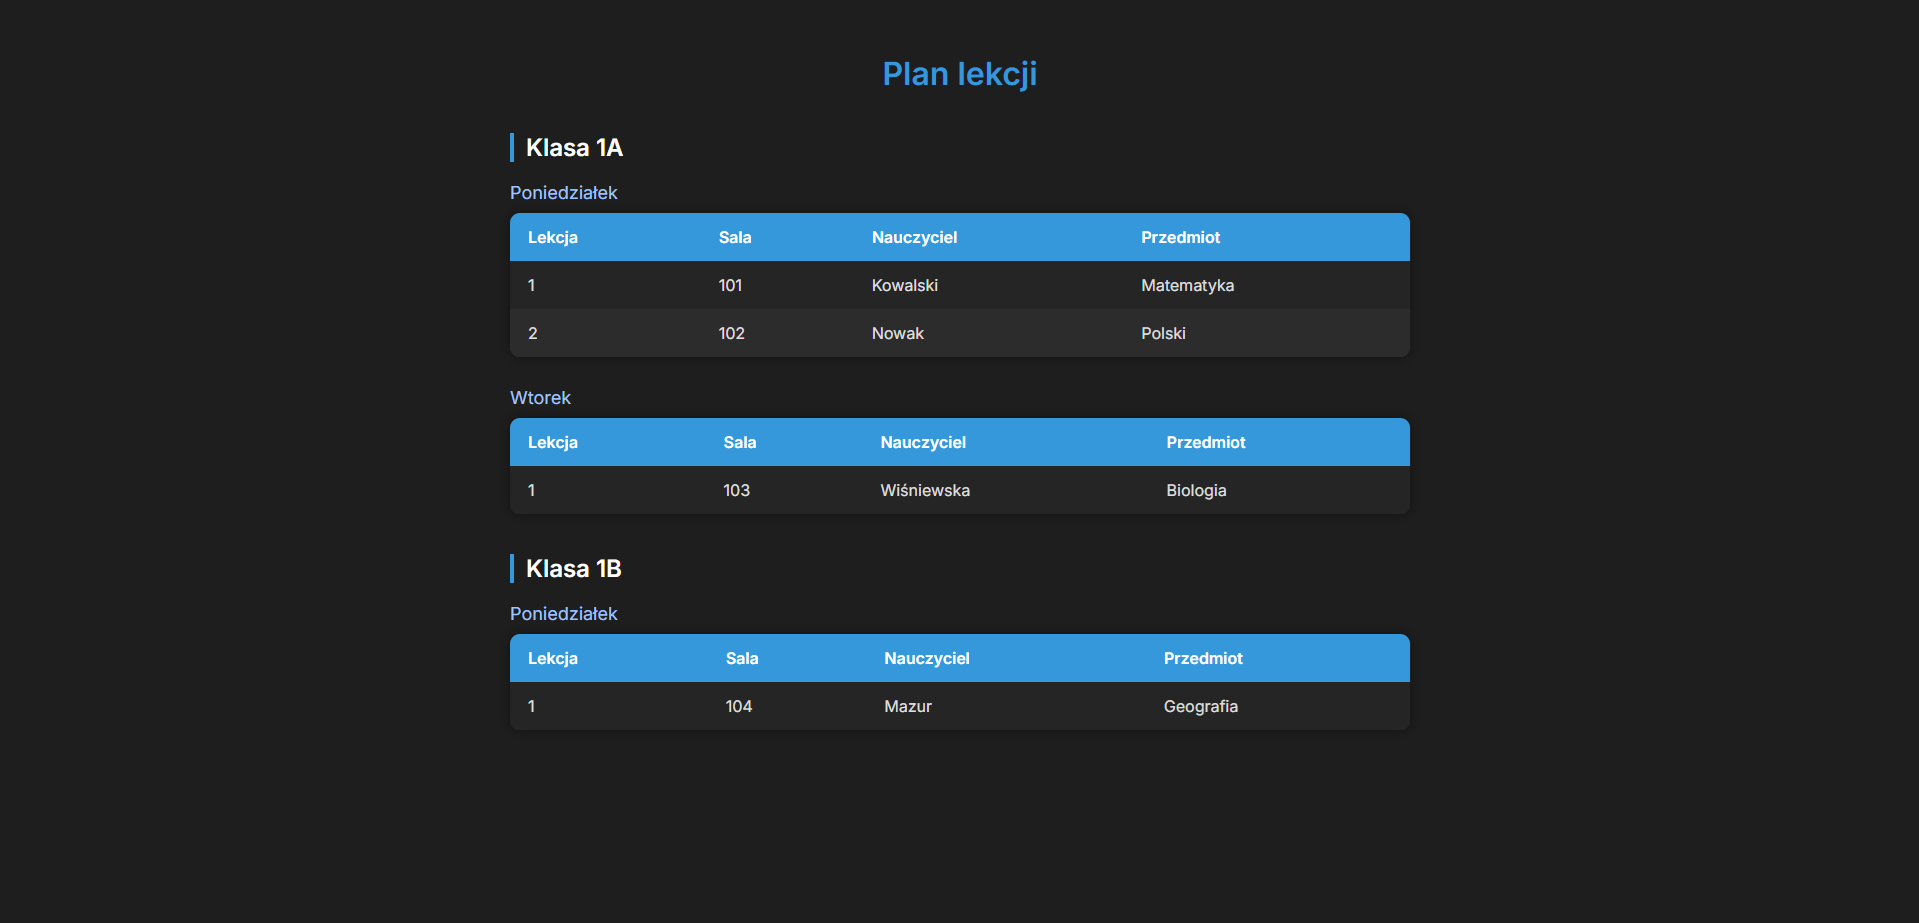 Plan lekcji
Klasa 1A
Poniedziałek
Lekcja Sala Nauczyciel Przedmiot
1 101 Kowalski Matematyka
2 102 Nowak Polski
Wtorek
Lekcja Sala Nauczyciel Przedmiot
1 103 Wiśniewska Biologia
Klasa 1B
Poniedziałek
Lekcja Sala Nauczyciel Przedmiot
1 104 Mazur Geografia